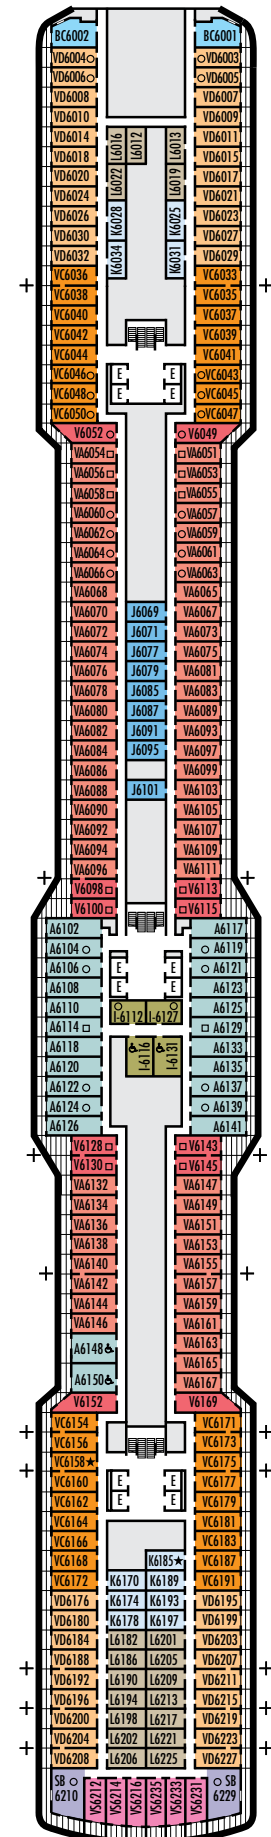 BC6002 BC6001
VD6004 VD6003
VD6006 VD6005
VD6008 VD6007
VD6010 VD6009
VD6014 L6016 L6012 L6013 VD6011
VD6018 VD6015
VD6020 L6022 L6019 VD6017
VD6024 VD6021
VD6026 K6028 K6025 VD6023
VD6030 VD6027
VD6032 K6034 K6031 VD6029
VC6036 VC6033
VC6038 VC6035
VC6040 VC6037
VC6042 VC6039
VC6044 VC6041
VC6046 E E VC6043
VC6048 E E VC6045
VC6050 VC6047
V6052 V6049
VA6054 VA6051
VA6056 VA6053
VA6058 VA6055
VA6060 VA6057
VA6062 VA6059
VA6064 VA6061
VA6066 VA6063
VA6068 VA6065
VA6070 J6069 VA6067
VA6072 J6071 VA6073
VA6074 J6077 VA6075
VA6076 J6079 VA6081
VA6078 J6085 VA6083
VA6080 J6087 VA6089
VA6082 J6091 VA6093
VA6084 J6095 VA6097
VA6086 VA6099
VA6088 J6101 VA6103
VA6090 VA6105
VA6092 VA6107
VA6094 VA6109
VA6096 VA6111
V6098 V6113
V6100 V6115
A6102 A6117
A6104 A6119
A6106 E E A6121
A6108 E E A6123
A6110 I-6112 I-6127 A6125
A6114 A6129
A6118 I-6116 I-6131 A6133
A6120 A6135
A6122 A6137
A6124 A6139
A6126 A6141
V6128 V6143
V6130 V6145
VA6132 VA6147
VA6134 VA6149
VA6136 VA6151
VA6138 VA6153
VA6140 VA6155
VA6142 VA6157
VA6144 VA6159
VA6146 VA6161
A6148 VA6163
VA6165
A6150 VA6167
V6152 V6169
VC6154 VC6171
VC6156 VC6173
VC6158★ VC6175
VC6160 E E VC6177
VC6162 E E VC6179
VC6164 VC6181
VC6166 VC6183
VC6168 K6185★ VC6187
VC6172 K6170 K6189 VC6191
VD6176 K6174 K6193 VD6195
VD6180 K6178 K6197 VD6199
VD6184 L6182 L6201 VD6203
VD6188 L6186 L6205 VD6207
VD6192 L6190 L6209 VD6211
VD6196 L6194 L6213 VD6215
VD6200 L6198 L6217 VD6219
VD6204 L6202 L6221 VD6223
VD6208 L6206 L6225 VD6227
SB 6210 VS6212 VS6214 VS6216 VS6235 VS6233 VS6231 SB 6229